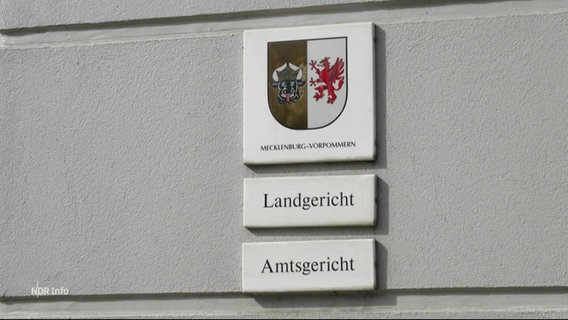 MECKLENBURG-VORPOMMERN
Landgericht
Amtsgericht
NDR Info